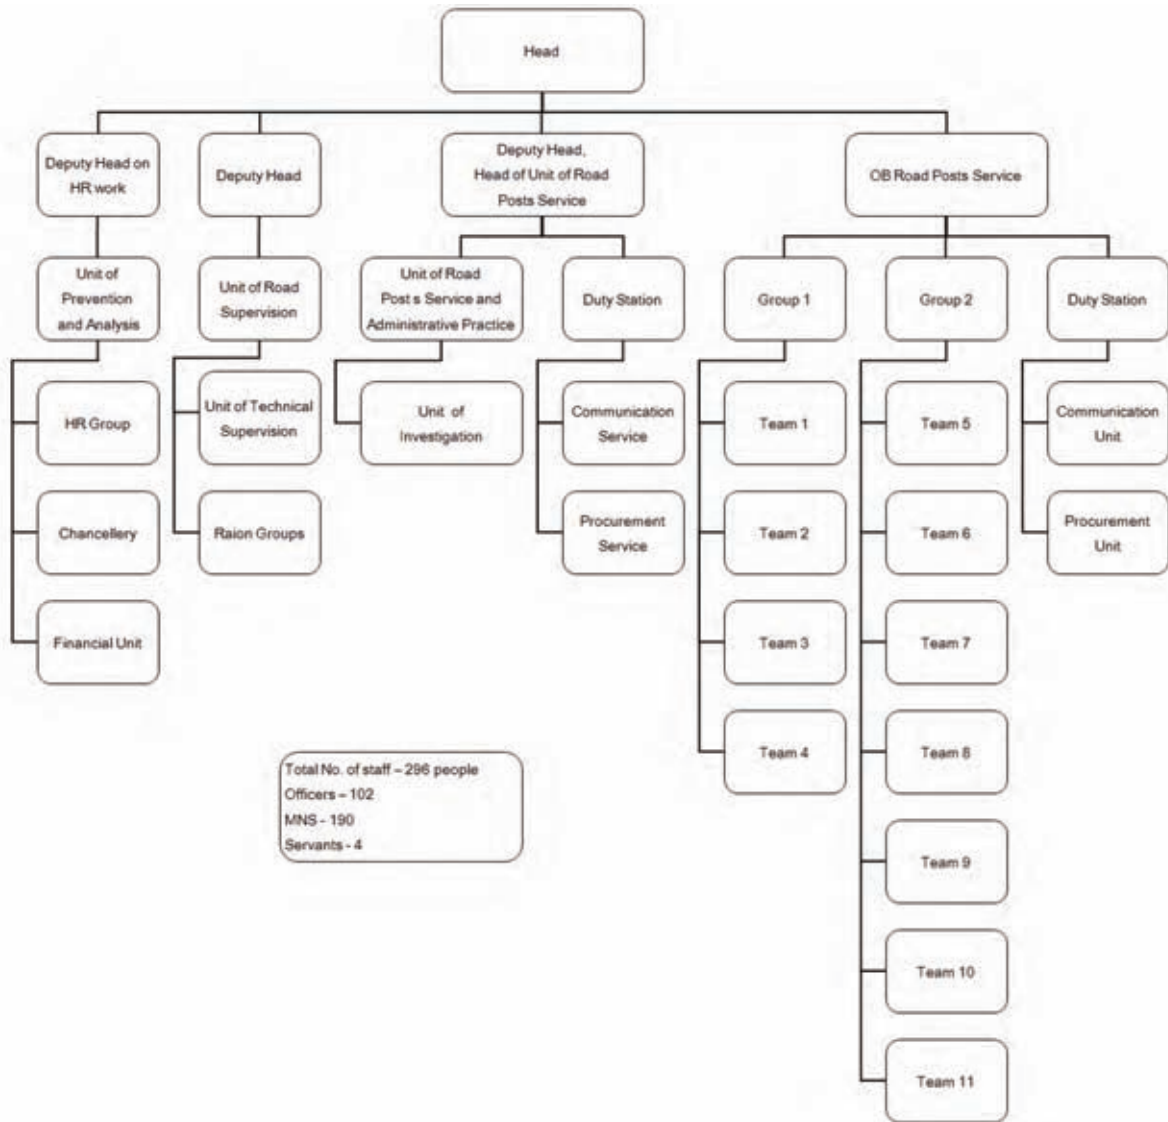 Head
Deputy Head on
HR work
Deputy Head
Deputy Head,
Head of Unit of Road
Posts Service
OB Road Posts Service
Unit of
Prevention
and Analysis
Unit of Road
Supervision
Unit of Road
Post s Service and
Administrative Practice
Duty Station
Group 1
Group 2
Duty Station
HR Group
Unit of Technical
Supervision
Unit of
Investigation
Communication
Service
Team 1
Team 5
Communication
Unit
Chancellery
Raion Groups
Procurement
Service
Team 2
Team 6
Procurement
Unit
Financial Unit
Team 3
Team 7
Team 4
Team 8
Total No. of staff – 296 people
Officers – 102
MNS - 190
Servants - 4
Team 9
Team 10
Team 11